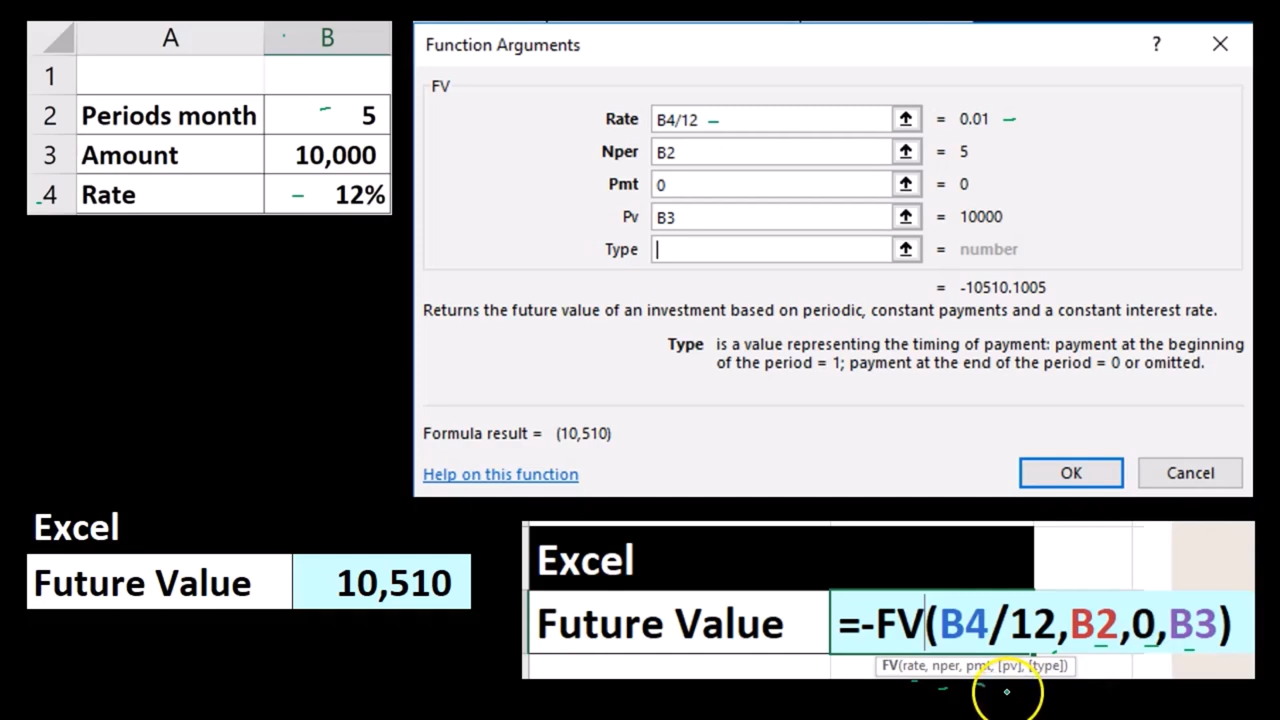 A B
1
2 Periods month 5
3 Amount 10,000
4 Rate 12%
Function Arguments ? ×
FV
Rate B4/12 = 0.01
Nper B2 = 5
Pmt 0 = 0
Pv B3 = 10000
Type = number
= -10510.1005
Returns the future value of an investment based on periodic, constant payments and a constant interest rate.
Type is a value representing the timing of payment: payment at the beginning
of the period = 1; payment at the end of the period = 0 or omitted.
Formula result = (10,510)
Help on this function OK Cancel
Excel
Future Value 10,510
Excel
Future Value =-FV(B4/12,B2,0,B3)
FV(rate, nper, pmt, [pv], [type])